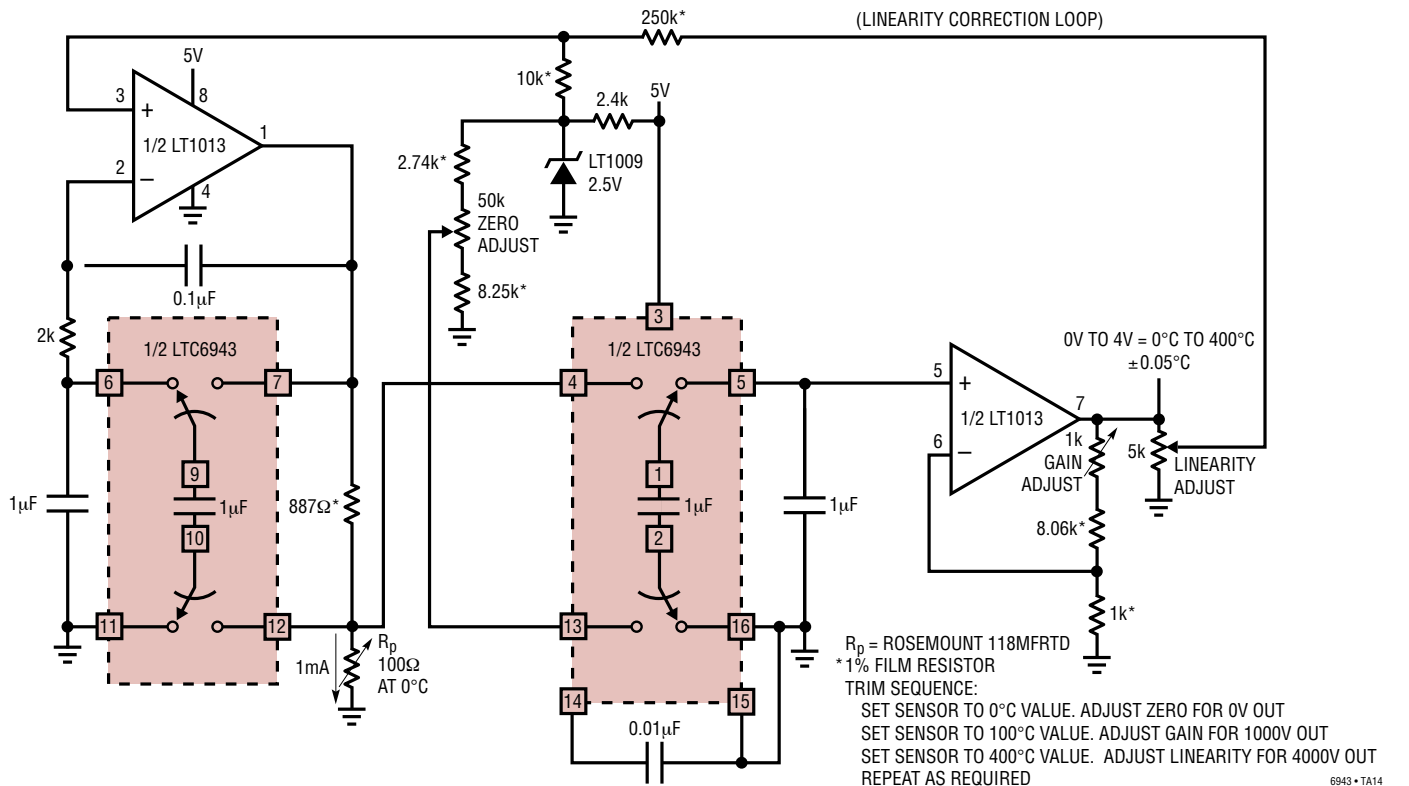 250k*
(LINEARITY CORRECTION LOOP)
5V
10k*
3
+
8
2.4k
5V
1/2 LT1013
1
2
−
4
2.74k*
LT1009
2.5V
50k
ZERO
ADJUST
0.1µF
8.25k*
2k
1/2 LTC6943
3
1/2 LTC6943
0V TO 4V = 0°C TO 400°C
±0.05°C
6
7
4
5
5
+
7
1/2 LT1013
6
−
1k
GAIN
ADJUST
5k
LINEARITY
ADJUST
9
1µF
10
1µF
887Ω*
1
1µF
2
1µF
8.06k*
11
12
13
16
1k*
1mA
Rp
100Ω
AT 0°C
14
15
0.01µF
Rp = ROSEMOUNT 118MFRTD
*1% FILM RESISTOR
TRIM SEQUENCE:
SET SENSOR TO 0°C VALUE. ADJUST ZERO FOR 0V OUT
SET SENSOR TO 100°C VALUE. ADJUST GAIN FOR 1000V OUT
SET SENSOR TO 400°C VALUE. ADJUST LINEARITY FOR 4000V OUT
REPEAT AS REQUIRED
6943 • TA14